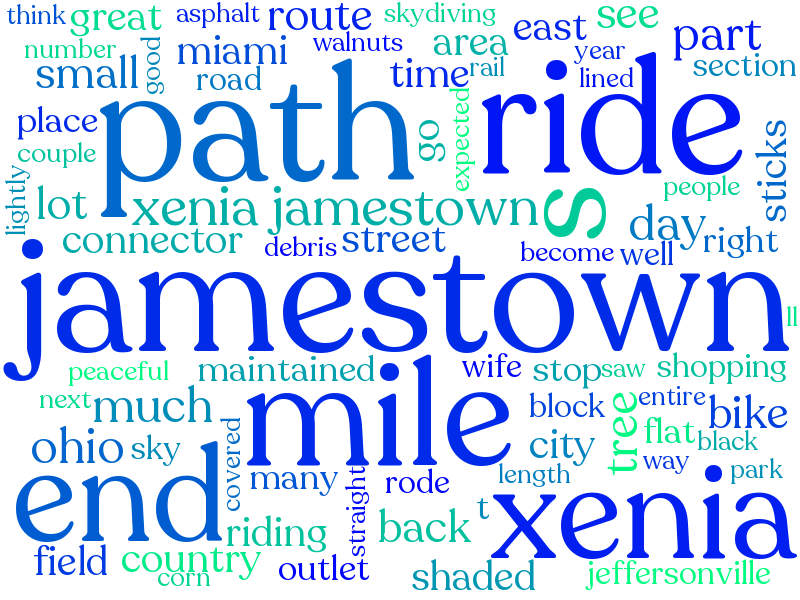 think
great
asphalt
route
skydiving
see
number
good
miami
walnuts
area
east
year
part
small
road
time
rail
lined
section
place
path
go
expected
ride
sticks
couple
people
lightly
lot
xenia jamestown
s
day
connector
debris
street
become
well
right
jamestown
ll
peaceful
maintained
wife
stop
saw
shopping
next
much
mile
block
entire
bike
ohio
sky
covered
city
tree
flat
black
end
many
straight
rode
length
way
park
t
xenia
riding
back
field
country
corn
outlet
shaded
jeffersonville